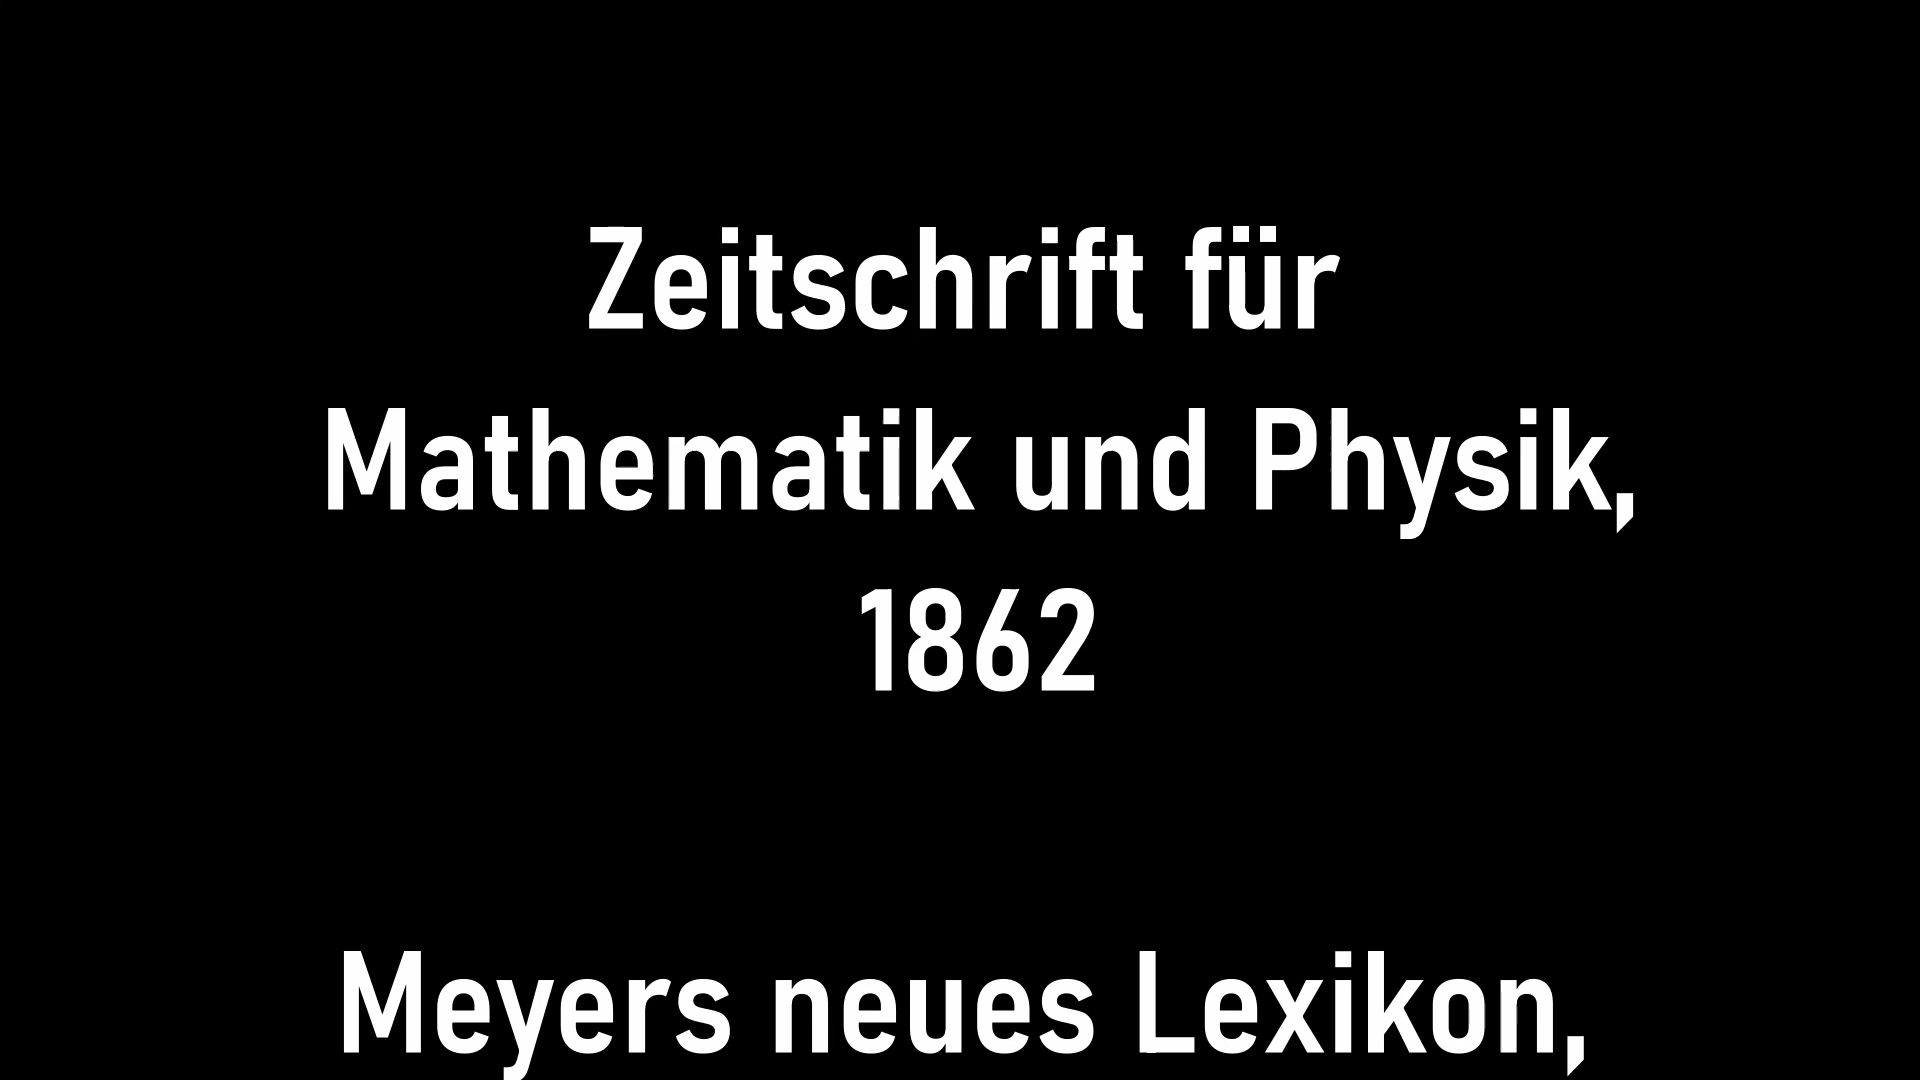 Zeitschrift für
Mathematik und Physik,
1862
Meyers neues Lexikon,